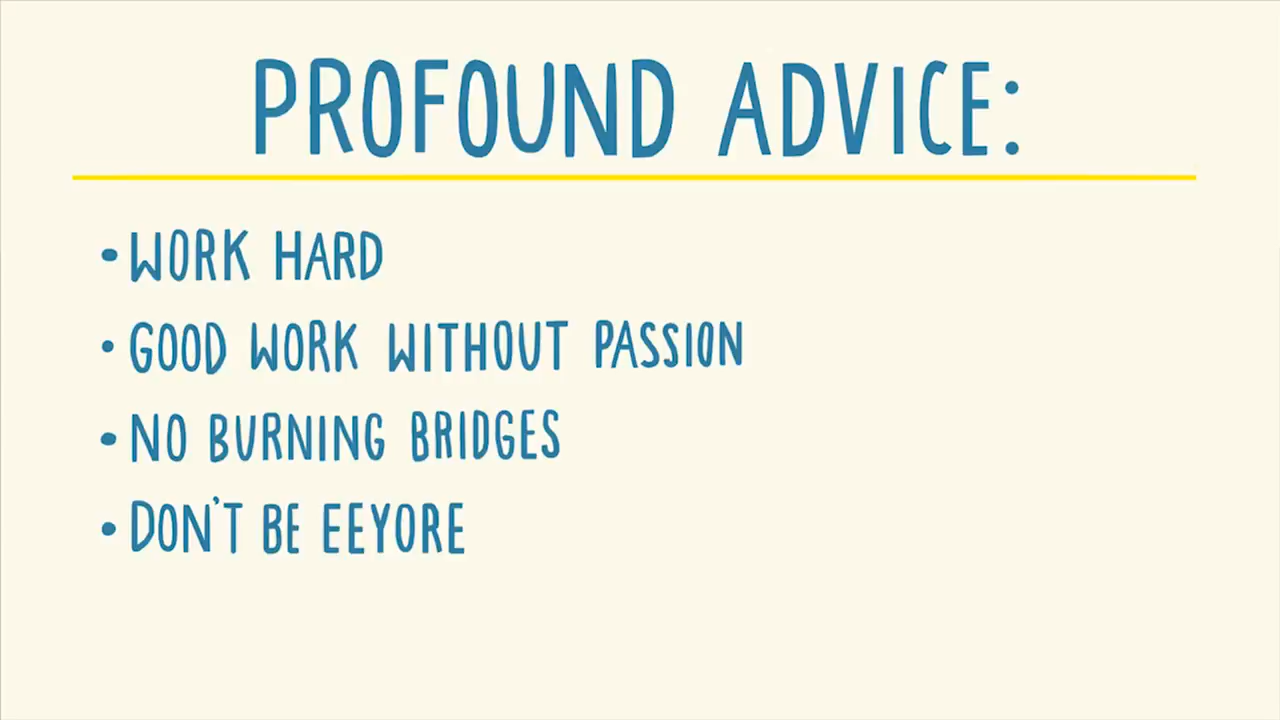 PROFOUND ADVICE:
• WORK HARD
• GOOD WORK WITHOUT PASSION
• NO BURNING BRIDGES
• DON'T BE EEYORE